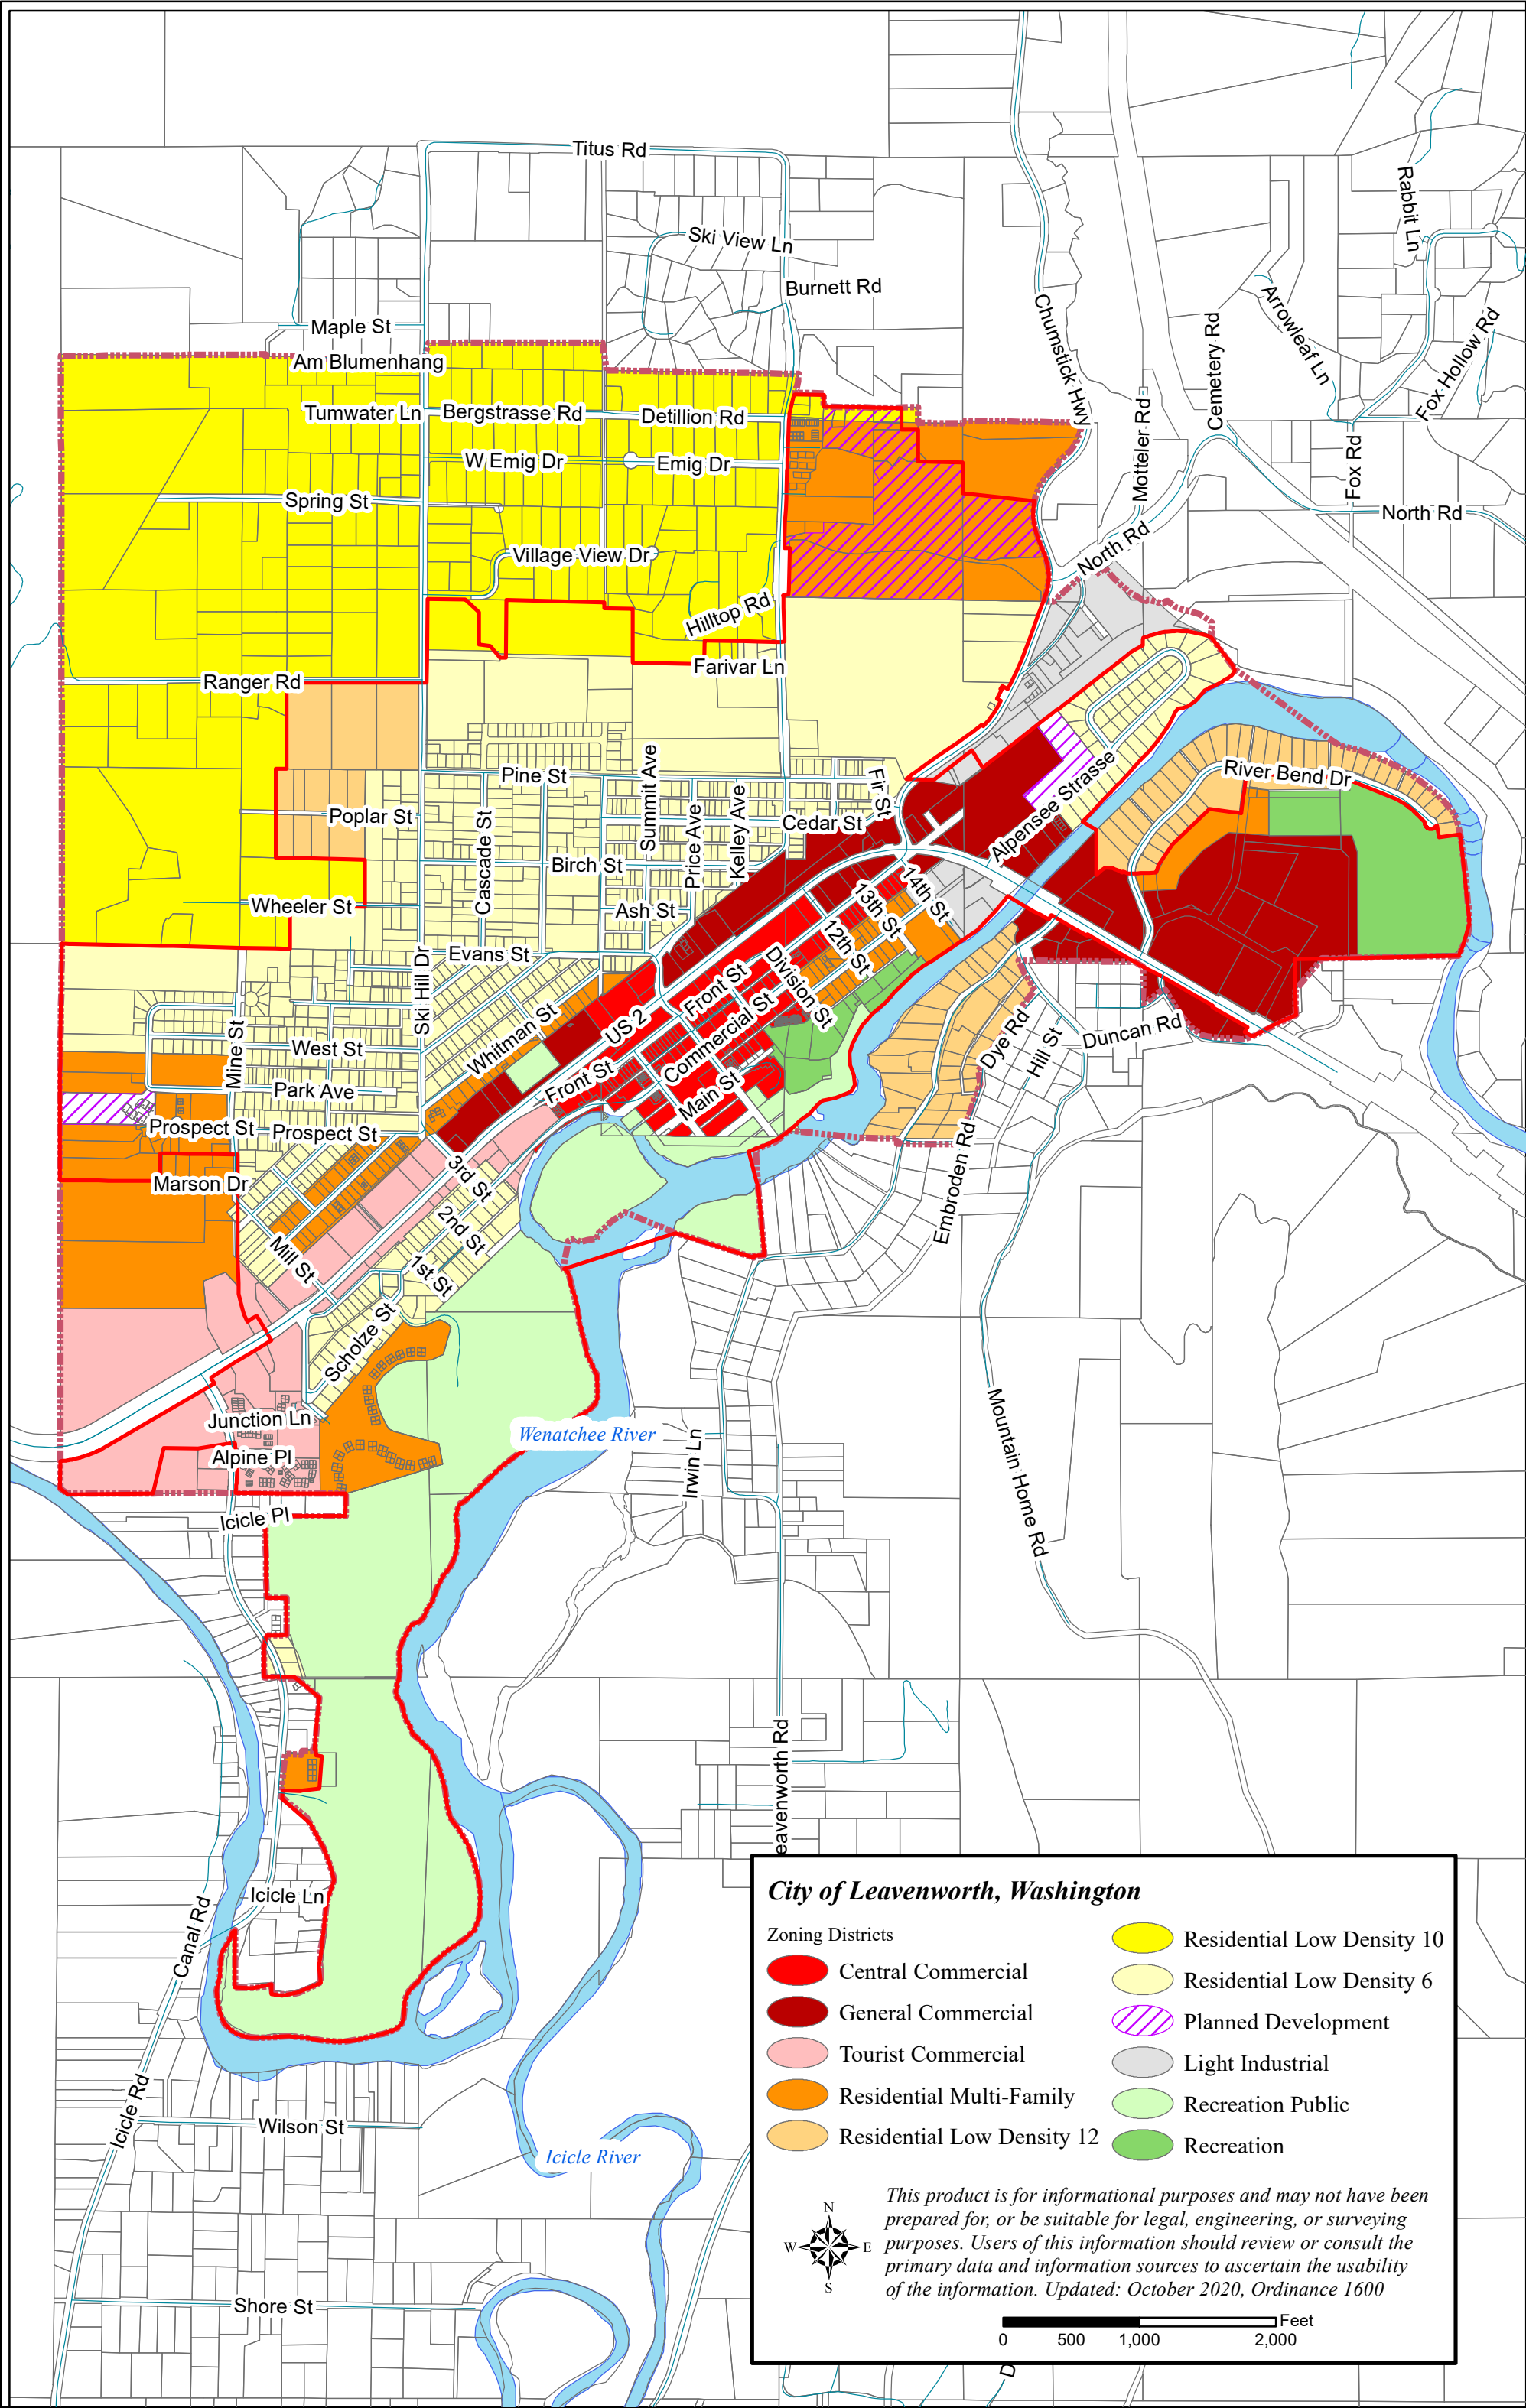 Titus Rd
Rabbit Ln
Ski View Ln
Burnett Rd
Chumstick Hwy
Arrowleaf Ln
Fox Hollow Rd
Cemetery Rd
Maple St
Am Blumenhang
Mottler Rd
Tumwater Ln
Bergstrasse Rd
Detillion Rd
Fox Rd
W Emig Dr
Emig Dr
Spring St
North Rd
North Rd
Village View Dr
Hilltop Rd
Farivar Ln
Ranger Rd
Pine St
Summit Ave
Fir St
River Bend Dr
Alpensee Strasse
Poplar St
Cascade St
Price Ave
Kelley Ave
Cedar St
Birch St
Wheeler St
Ash St
14th St
13th St
12th St
Evans St
Ski Hill Dr
Division St
Front St
Whitman St
US 2
Commercial St
Dye Rd
Hill St
Duncan Rd
Mine St
West St
Park Ave
Front St
Main St
Prospect St
Prospect St
Marson Dr
3rd St
Embroden Rd
2nd St
Mill St
1st St
Scholze St
Junction Ln
Wenatchee River
Irwin Ln
Mountain Home Rd
Alpine Pl
Icicle Pl
eavenworth Rd
Icicle Ln
Canal Rd
Icicle Rd
Wilson St
Icicle River
Shore St
D
City of Leavenworth, Washington
Zoning Districts
Central Commercial
General Commercial
Tourist Commercial
Residential Multi-Family
Residential Low Density 12
Residential Low Density 10
Residential Low Density 6
Planned Development
Light Industrial
Recreation Public
Recreation
N
W
E
S
This product is for informational purposes and may not have been
prepared for, or be suitable for legal, engineering, or surveying
purposes. Users of this information should review or consult the
primary data and information sources to ascertain the usability
of the information. Updated: October 2020, Ordinance 1600
Feet
0 500 1,000 2,000